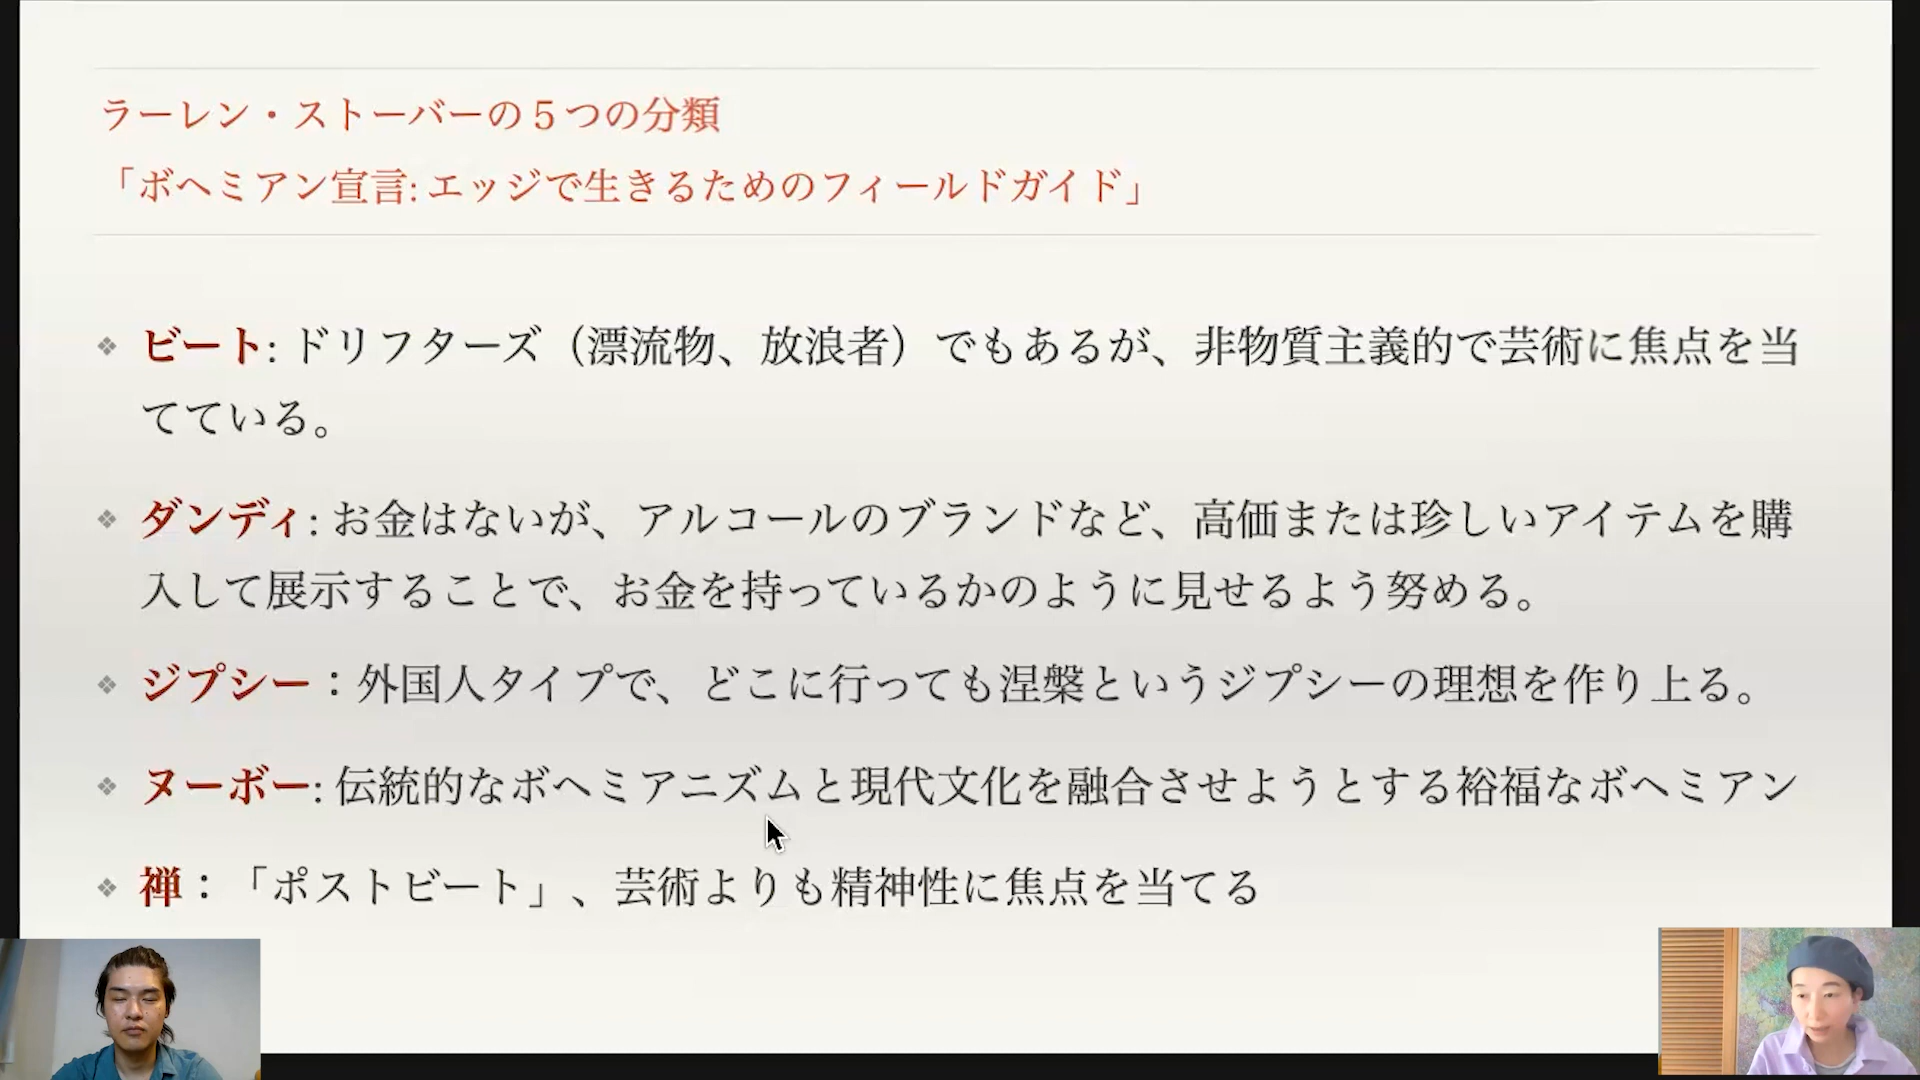 ラーレン・ストーバーの５つの分類
「ボヘミアン宣言: エッジで生きるためのフィールドガイド」
ビート: ドリフターズ（漂流物、放浪者）でもあるが、非物質主義的で芸術に焦点を当
てている。
ダンディ: お金はないが、アルコールのブランドなど、高価または珍しいアイテムを購
入して展示することで、お金を持っているかのように見せるよう努める。
ジプシー：外国人タイプで、どこに行っても涅槃というジプシーの理想を作り上る。
ヌーボー: 伝統的なボヘミアニズムと現代文化を融合させようとする裕福なボヘミアン
禅：「ポストビート」、芸術よりも精神性に焦点を当てる